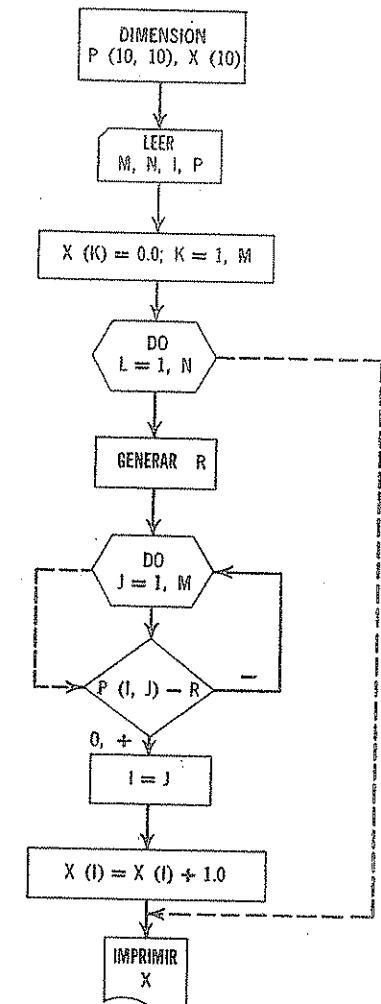 DIMENSION
P (10, 10), X (10)
LEER
M, N, I, P
X (K) = 0.0; K = 1, M
DO
L = 1, N
GENERAR R
DO
J = 1, M
P (I, J) — R
—
0, +
I = J
X (I) = X (I) + 1.0
IMPRIMIR
X